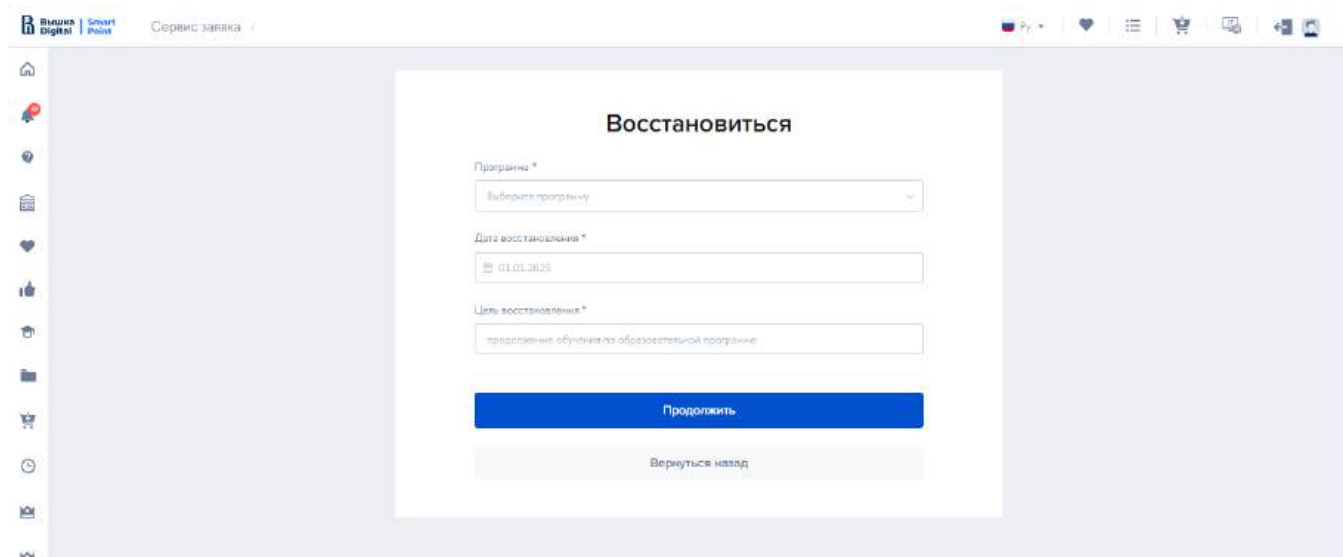 Вышка Digital | Smart Point
Сервис заявка /
Ру
Восстановиться
Программа *
Выберите программу
Дата восстановления *
01.01.2025
Цель восстановления *
продолжение обучения по образовательной программе
Продолжить
Вернуться назад